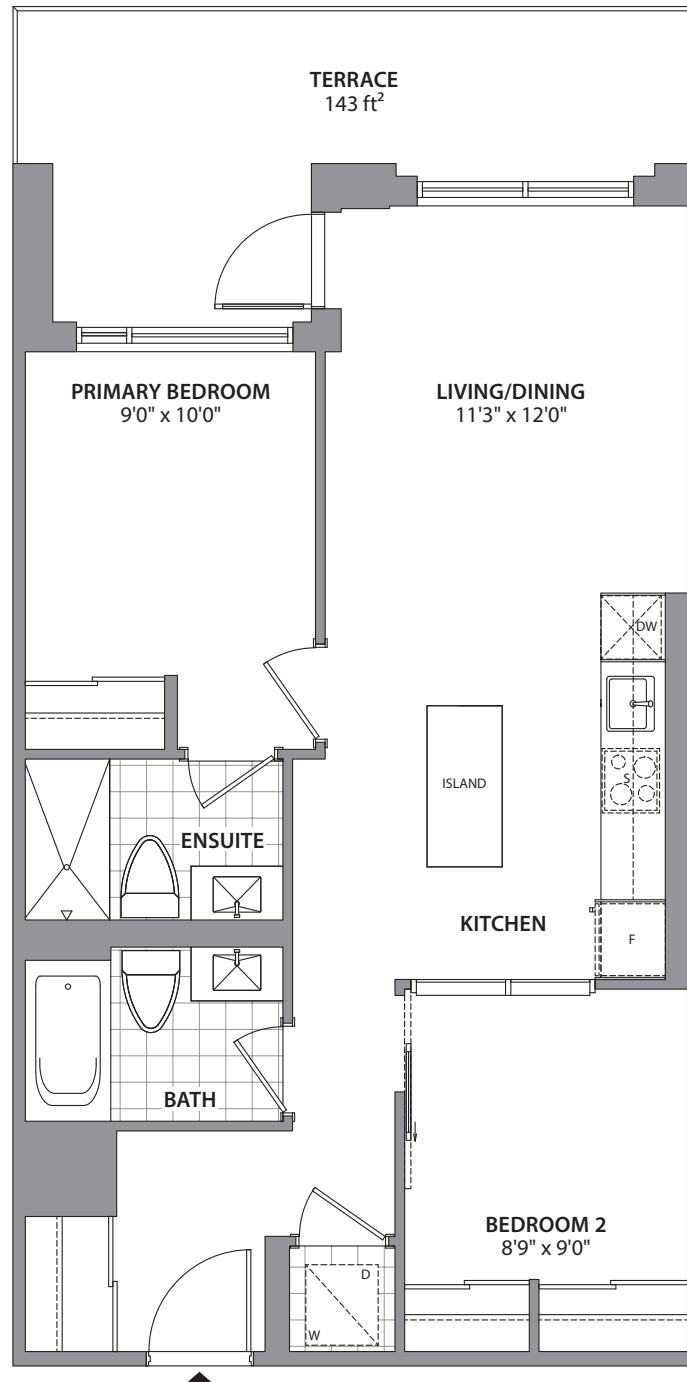 TERRACE
143 ft²
PRIMARY BEDROOM
9'0" x 10'0"
LIVING/DINING
11'3" x 12'0"
DW
S
ISLAND
ENSUITE
KITCHEN
F
BATH
BEDROOM 2
8'9" x 9'0"
D
W